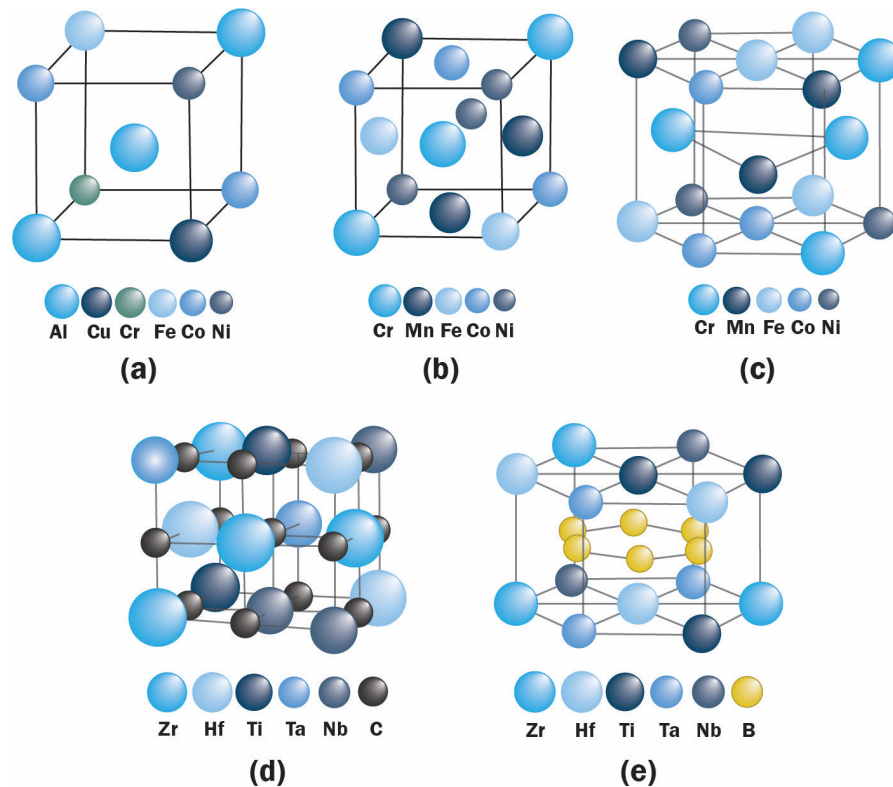 Al Cu Cr Fe Co Ni
(a)
Cr Mn Fe Co Ni
(b)
Cr Mn Fe Co Ni
(c)
Zr Hf Ti Ta Nb C
(d)
Zr Hf Ti Ta Nb B
(e)